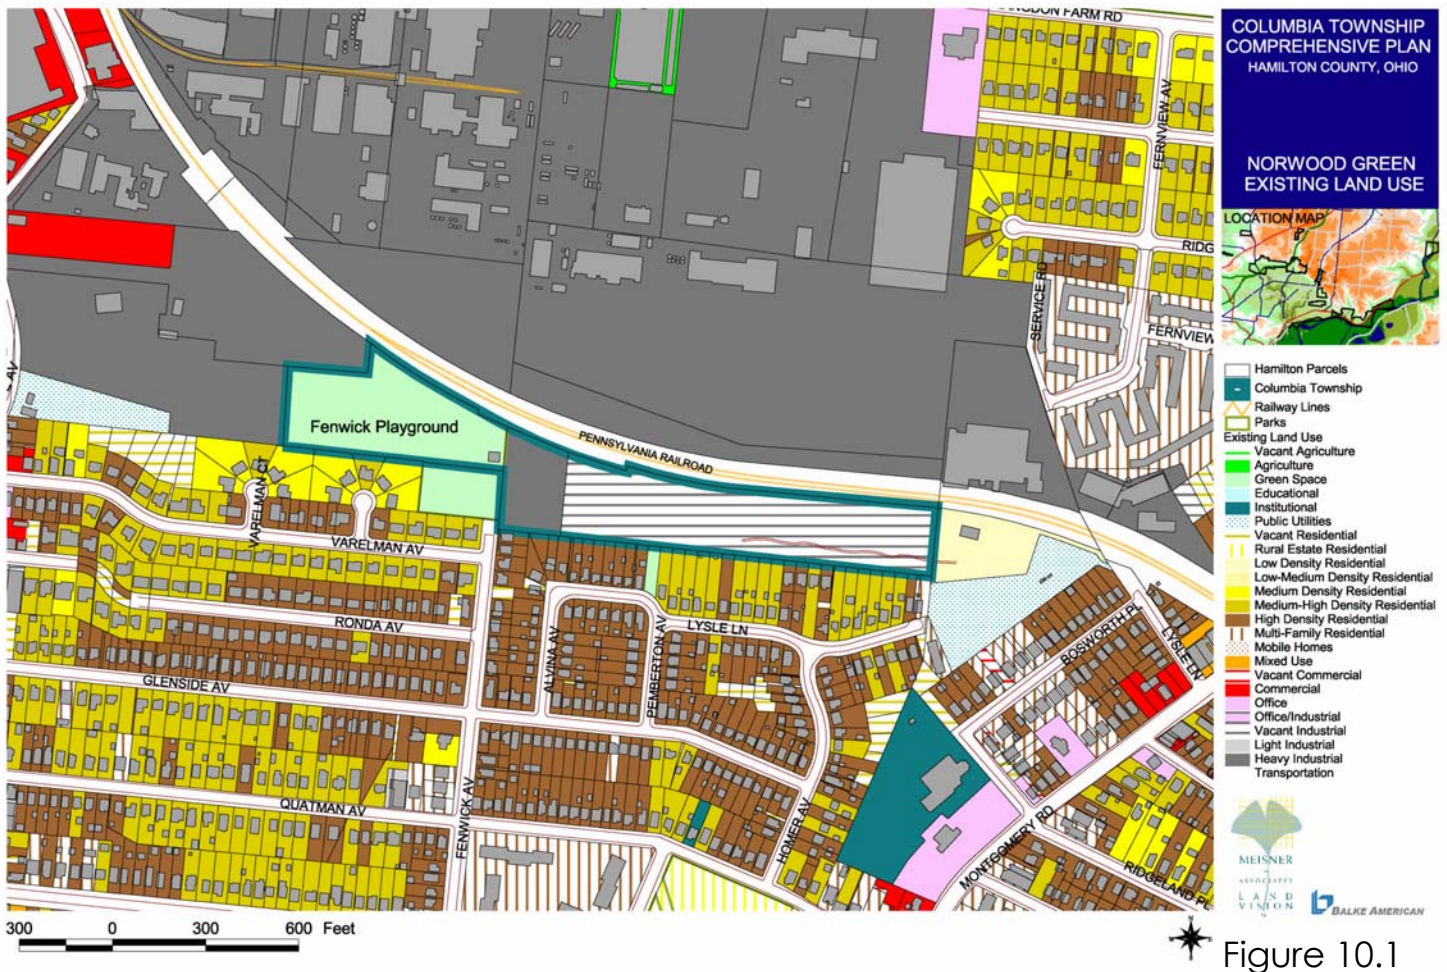 COLUMBIA TOWNSHIP
COMPREHENSIVE PLAN
HAMILTON COUNTY, OHIO
NORWOOD GREEN
EXISTING LAND USE
LOCATION MAP
Hamilton Parcels
Columbia Township
Railway Lines
Parks
Existing Land Use
Vacant Agriculture
Agriculture
Green Space
Educational
Institutional
Public Utilities
Vacant Residential
Rural Estate Residential
Low Density Residential
Low-Medium Density Residential
Medium Density Residential
Medium-High Density Residential
High Density Residential
Multi-Family Residential
Mobile Homes
Mixed Use
Vacant Commercial
Commercial
Office
Office/Industrial
Vacant Industrial
Light Industrial
Heavy Industrial
Transportation
MEISNER
ASSOCIATES
LAND
VISION
BALKE AMERICAN
Figure 10.1
FARM RD
FERNVIEW AV
RIDG
SERVICE RD
FERNVIEW
AV
Fenwick Playground
PENNSYLVANIA RAILROAD
VARELMAN CT
VARELMAN AV
RONDA AV
GLENSIDE AV
QUATMAN AV
FENWICK AV
ALVINA AV
PEMBERTON AV
LYSLE LN
HOMER AV
BOSWORTH PL
LYSLE LN
MONTGOMERY RD
RIDGELAND PL
300 0 300 600 Feet